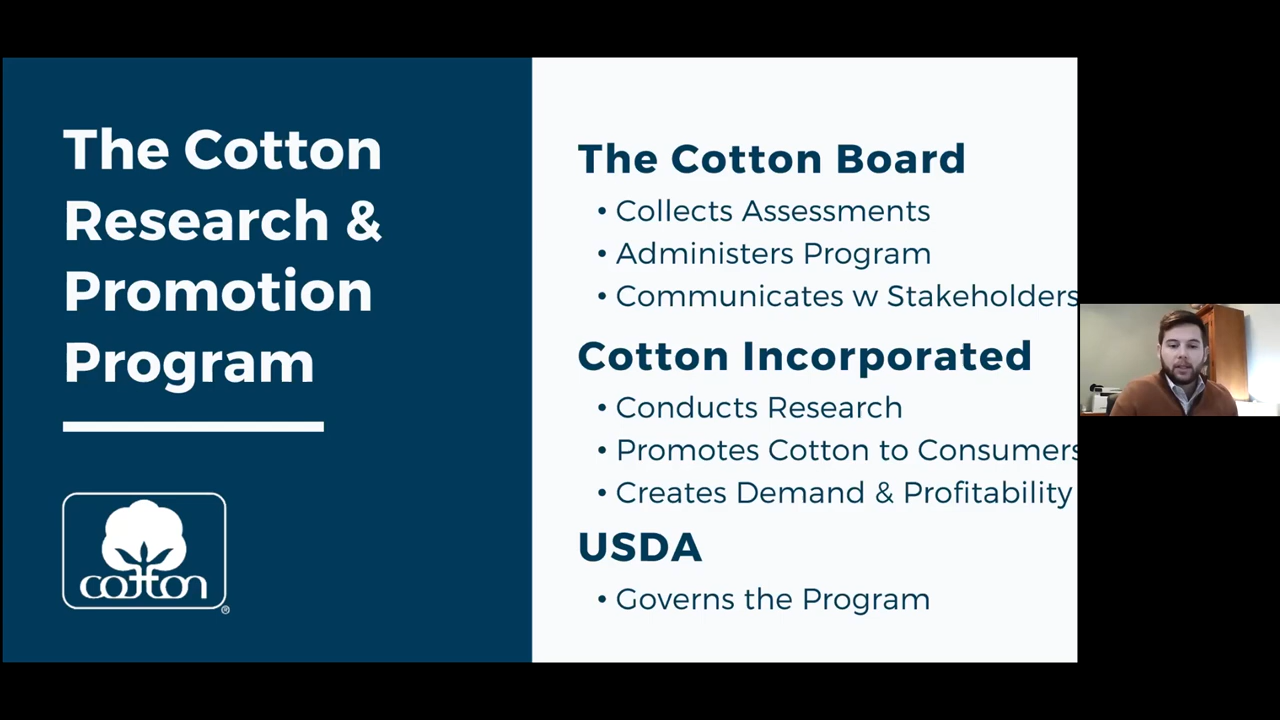 The Cotton
Research &
Promotion
Program
cotton
®
The Cotton Board
• Collects Assessments
• Administers Program
• Communicates w Stakeholders
Cotton Incorporated
• Conducts Research
• Promotes Cotton to Consumers
• Creates Demand & Profitability
USDA
• Governs the Program